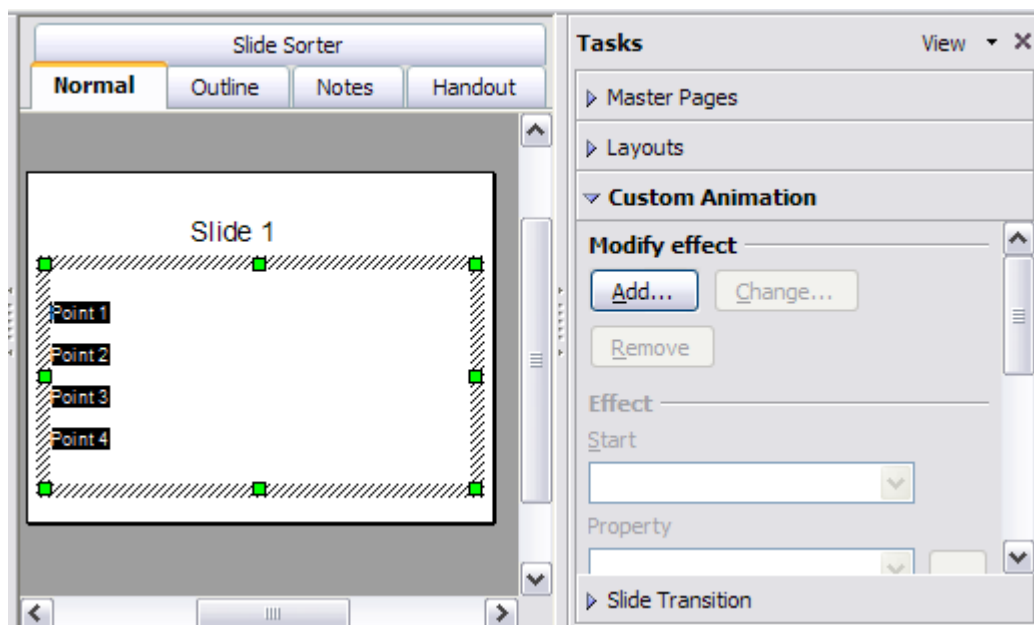 Slide Sorter
Normal Outline Notes Handout
Slide 1
Point 1
Point 2
Point 3
Point 4
Tasks View
Master Pages
Layouts
Custom Animation
Modify effect
Add... Change...
Remove
Effect
Start
Property
Slide Transition